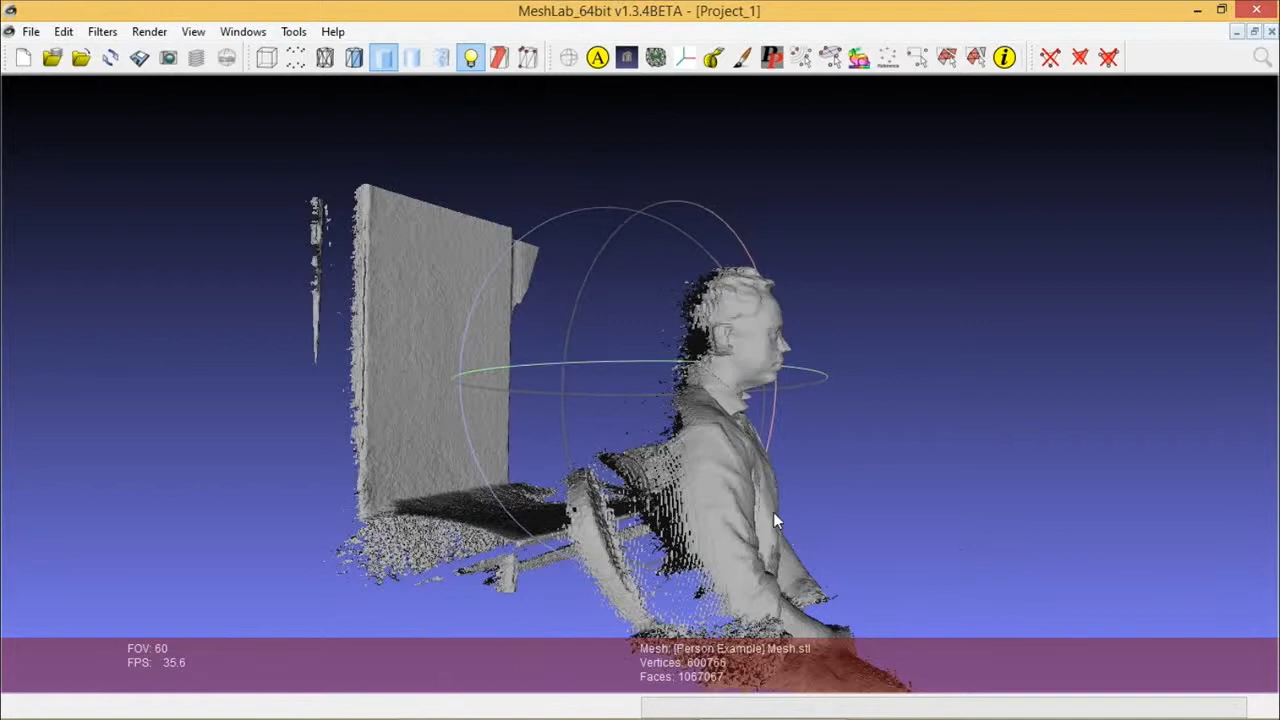 MeshLab_64bit v1.3.4BETA - [Project_1]
File Edit Filters Render View Windows Tools Help
A
Reference
i
FOV: 60
FPS: 35.6
Mesh: [Person Example] Mesh.stl
Vertices: 600766
Faces: 1067067